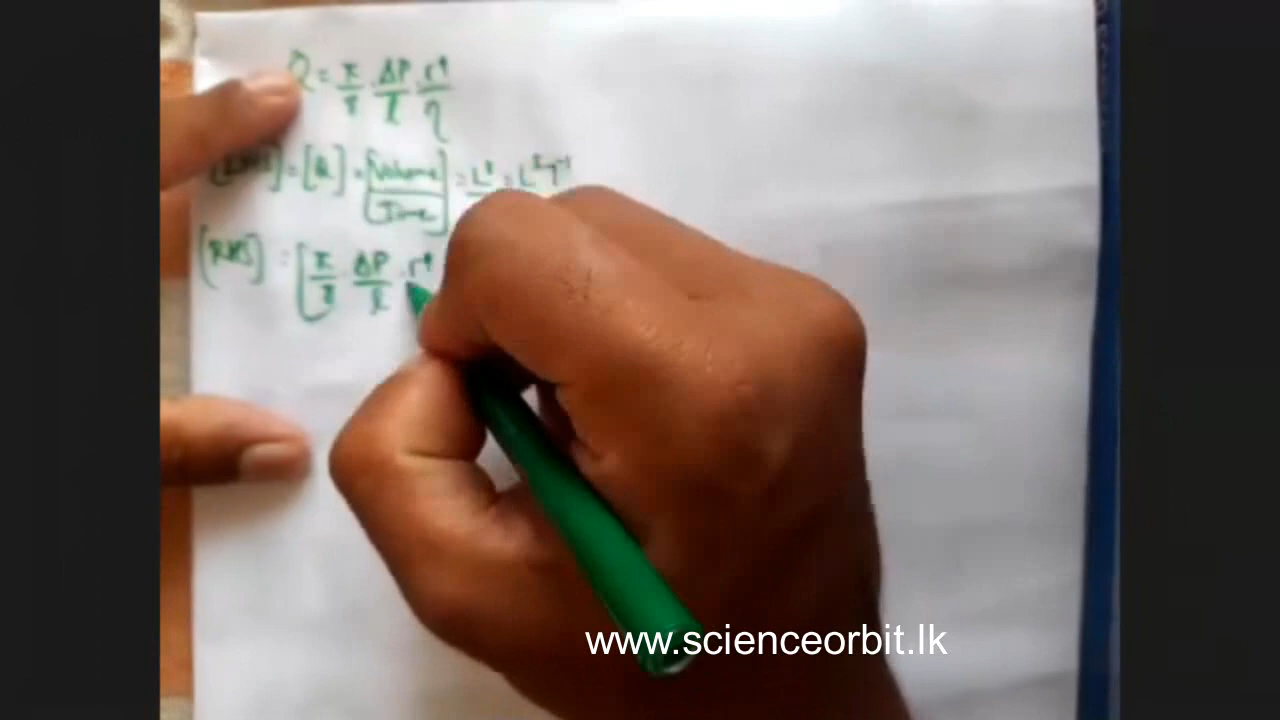 Q = π/8 ΔP/l r⁴/η
[LHS] = [Q] = [Volume]/[Time] = L³ = L³T⁻¹
[RHS] = [π/8 ΔP/l r⁴
www.scienceorbit.lk